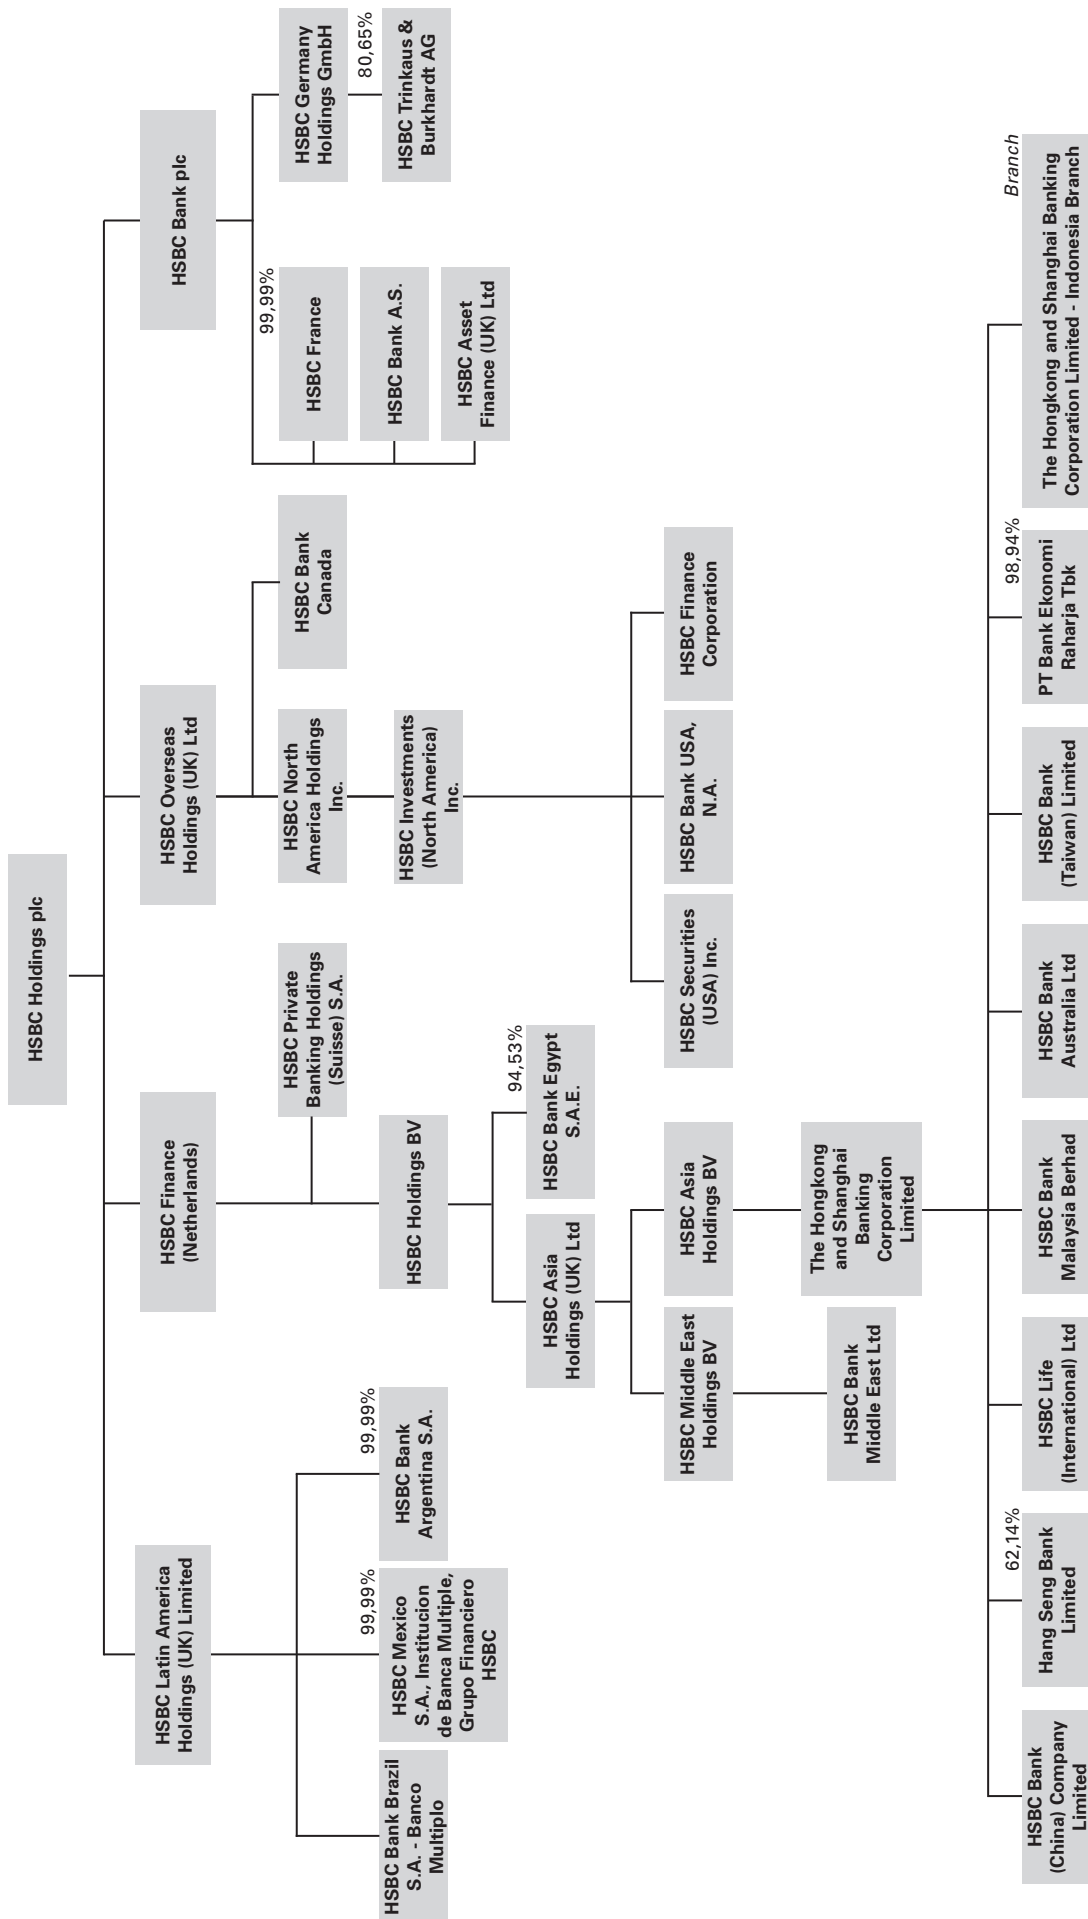 HSBC Holdings plc
HSBC Latin America
Holdings (UK) Limited
HSBC Finance
(Netherlands)
HSBC Overseas
Holdings (UK) Ltd
HSBC Bank plc
HSBC Bank Brazil
S.A. - Banco
Multiplo
99,99%
HSBC Mexico
S.A., Institucion
de Banca Multiple,
Grupo Financiero
HSBC
99,99%
HSBC Bank
Argentina S.A.
HSBC Private
Banking Holdings
(Suisse) S.A.
HSBC Holdings BV
HSBC Asia
Holdings (UK) Ltd
94,53%
HSBC Bank Egypt
S.A.E.
HSBC Middle East
Holdings BV
HSBC Asia
Holdings BV
HSBC Bank
Middle East Ltd
The Hongkong
and Shanghai
Banking
Corporation
Limited
HSBC North
America Holdings
Inc.
HSBC Bank
Canada
HSBC Investments
(North America)
Inc.
HSBC Securities
(USA) Inc.
HSBC Bank USA,
N.A.
HSBC Finance
Corporation
99,99%
HSBC France
HSBC Bank A.S.
HSBC Asset
Finance (UK) Ltd
HSBC Germany
Holdings GmbH
80,65%
HSBC Trinkaus &
Burkhardt AG
HSBC Bank
(China) Company
Limited
62,14%
Hang Seng Bank
Limited
HSBC Life
(International) Ltd
HSBC Bank
Malaysia Berhad
HSBC Bank
Australia Ltd
HSBC Bank
(Taiwan) Limited
98,94%
PT Bank Ekonomi
Raharja Tbk
Branch
The Hongkong and Shanghai Banking
Corporation Limited - Indonesia Branch